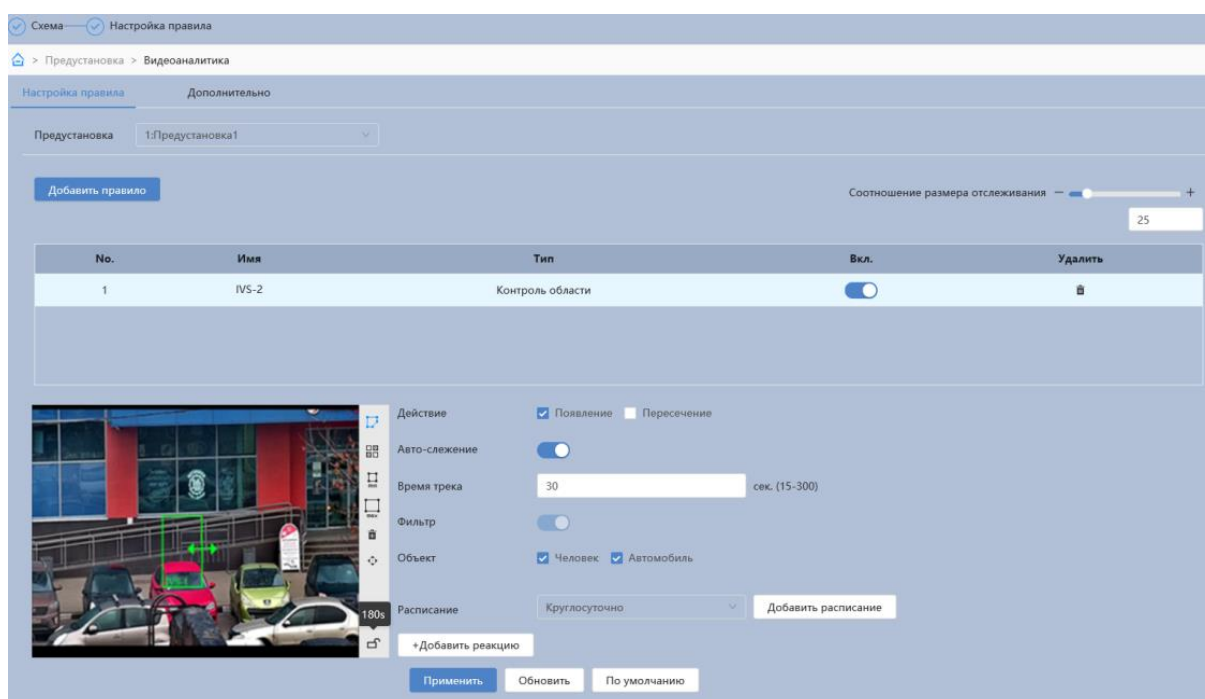 Схема Настройка правила
> Предустановка > Видеоаналитика
Настройка правила Дополнительно
Предустановка 1:Предустановка1
Добавить правило Соотношение размера отслеживания − +
25
No. Имя Тип Вкл. Удалить
1 IVS-2 Контроль области
Действие Появление Пересечение
Авто-слежение
Время трека 30 сек. (15-300)
Фильтр
Объект Человек Автомобиль
180s Расписание Круглосуточно Добавить расписание
+Добавить реакцию
Применить Обновить По умолчанию